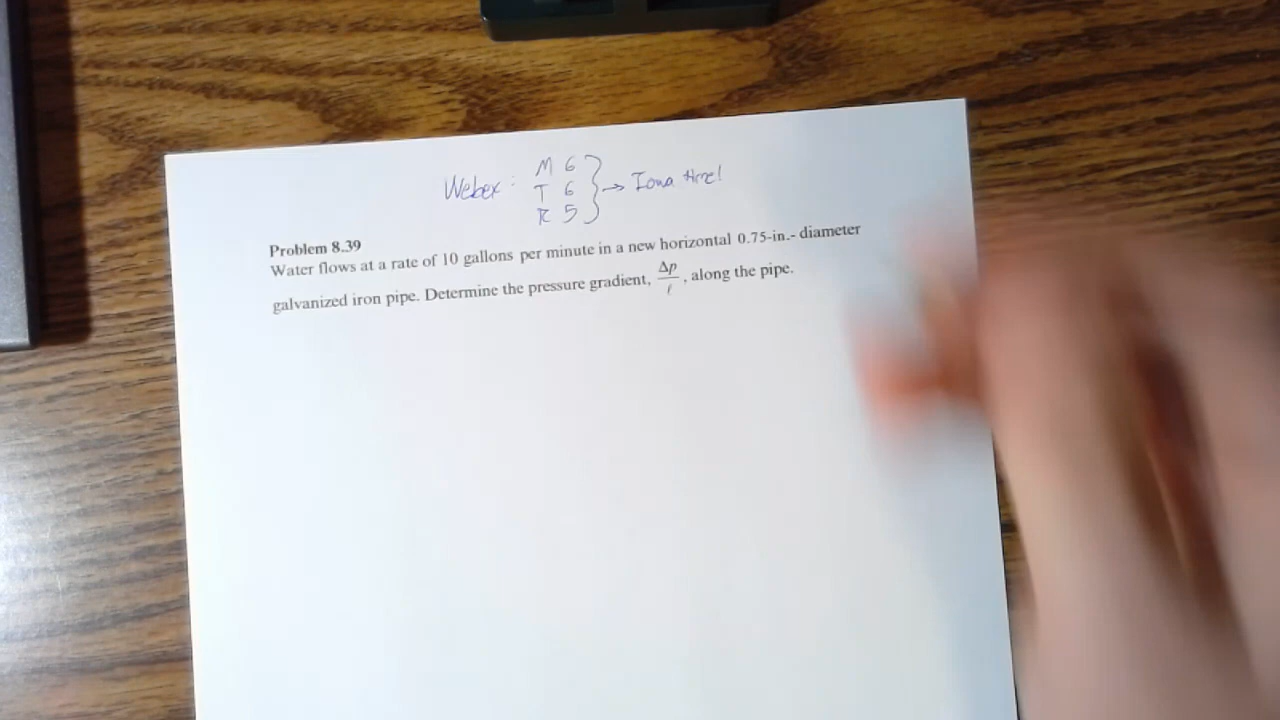 Webex: M 6
T 6
R 5
→ Iowa time!
Problem 8.39
Water flows at a rate of 10 gallons per minute in a new horizontal 0.75-in.- diameter
galvanized iron pipe. Determine the pressure gradient, Δp/ℓ, along the pipe.